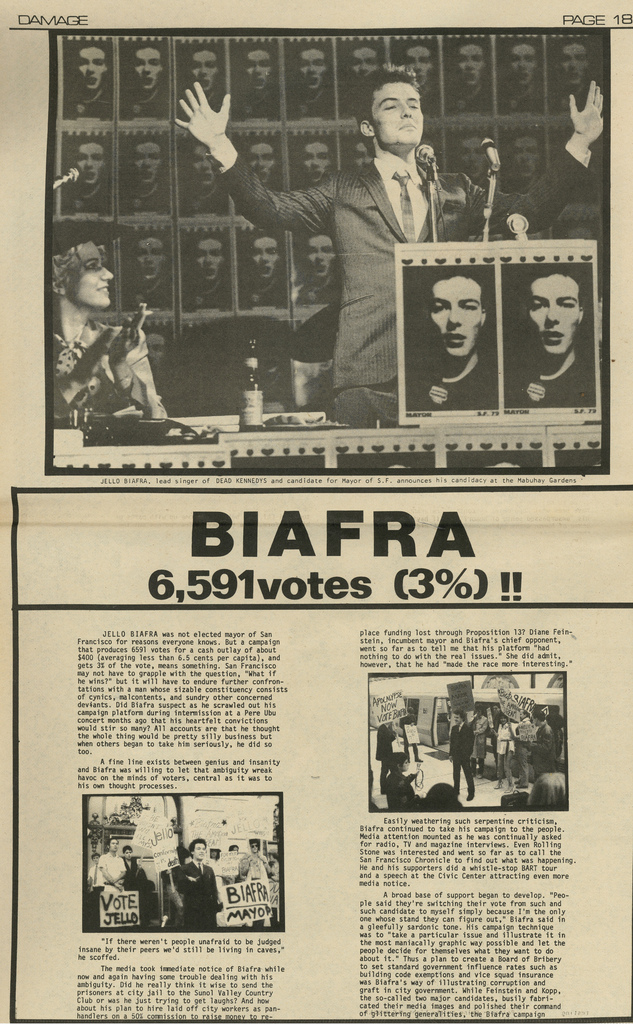 DAMAGE
PAGE 18
MAYOR S.F. 79
MAYOR S.F. 79
JELLO BIAFRA, lead singer of DEAD KENNEDYS and candidate for Mayor of S.F. announces his candidacy at the Mabuhay Gardens
BIAFRA
6,591votes (3%) !!
JELLO BIAFRA was not elected mayor of San
Francisco for reasons everyone knows. But a campaign
that produces 6591 votes for a cash outlay of about
$400 (averaging less than 6.5 cents per capita), and
gets 3% of the vote, means something. San Francisco
may not have to grapple with the question, "What if
he wins?" but it will have to endure further confron-
tations with a man whose sizable constituency consists
of cynics, malcontents, and sundry other concerned
deviants. Did Biafra suspect as he scrawled out his
campaign platform during intermission at a Pere Ubu
concert months ago that his heartfelt convictions
would stir so many? All accounts are that he thought
the whole thing would be pretty silly business but
when others began to take him seriously, he did so
too.
A fine line exists between genius and insanity
and Biafra was willing to let that ambiguity wreak
havoc on the minds of voters, central as it was to
his own thought processes.
VOTE
JELLO
BIAFRA
MAYOR
"If there weren't people unafraid to be judged
insane by their peers we'd still be living in caves,"
he scoffed.
The media took immediate notice of Biafra while
now and again having some trouble dealing with his
ambiguity. Did he really think it wise to send the
prisoners at city jail to the Sunol Valley Country
Club or was he just trying to get laughs? And how
about his plan to hire laid off city workers as pan-
handlers on a 50% commission to raise money to re-
place funding lost through Proposition 13? Diane Fein-
stein, incumbent mayor and Biafra's chief opponent,
went so far as to tell me that his platform "had
nothing to do with the real issues." She did admit,
however, that he had "made the race more interesting."
APOCALYPSE
NOW
VOTE BIAFRA
BIAFRA
Easily weathering such serpentine criticism,
Biafra continued to take his campaign to the people.
Media attention mounted as he was continually asked
for radio, TV and magazine interviews. Even Rolling
Stone was interested and went so far as to call the
San Francisco Chronicle to find out what was happening.
He and his supporters did a whistle-stop BART tour
and a speech at the Civic Center attracting even more
media notice.
A broad base of support began to develop. "Peo-
ple said they're switching their vote from such and
such candidate to myself simply because I'm the only
one whose stand they can figure out," Biafra said in
a gleefully sardonic tone. His campaign technique
was to "take a particular issue and illustrate it in
the most maniacally graphic way possible and let the
people decide for themselves what they want to do
about it." Thus a plan to create a Board of Bribery
to set standard government influence rates such as
building code exemptions and vice squad insurance
was Biafra's way of illustrating corruption and
graft in city government. While Feinstein and Kopp,
the so-called two major candidates, busily fabri-
cated their media images and polished their command
of glittering generalities, the Biafra campaign